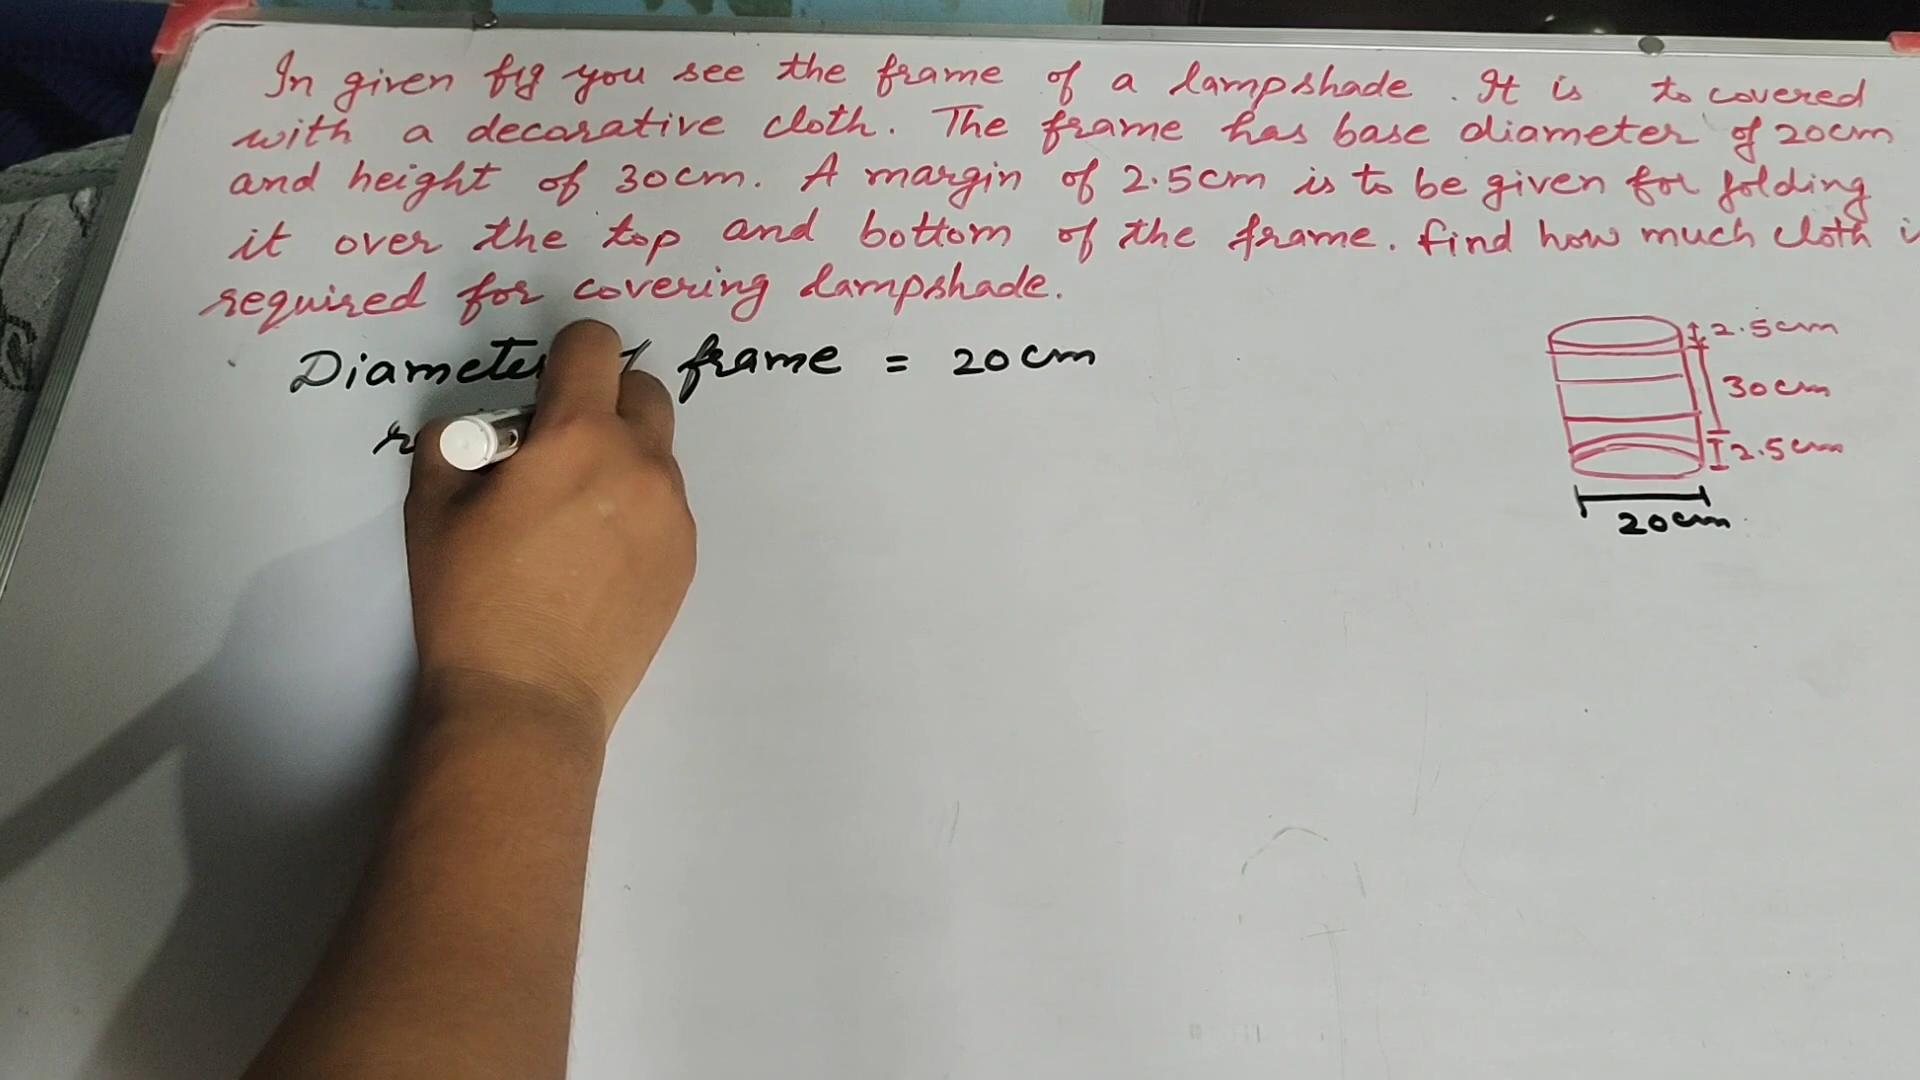 In given fig you see the frame of a lampshade. It is to covered
with a decorative cloth. The frame has base diameter of 20cm
and height of 30cm. A margin of 2.5cm is to be given for folding
it over the top and bottom of the frame. find how much cloth
required for covering lampshade.
Diameter frame = 20cm
2.5cm
30cm
2.5cm
20cm